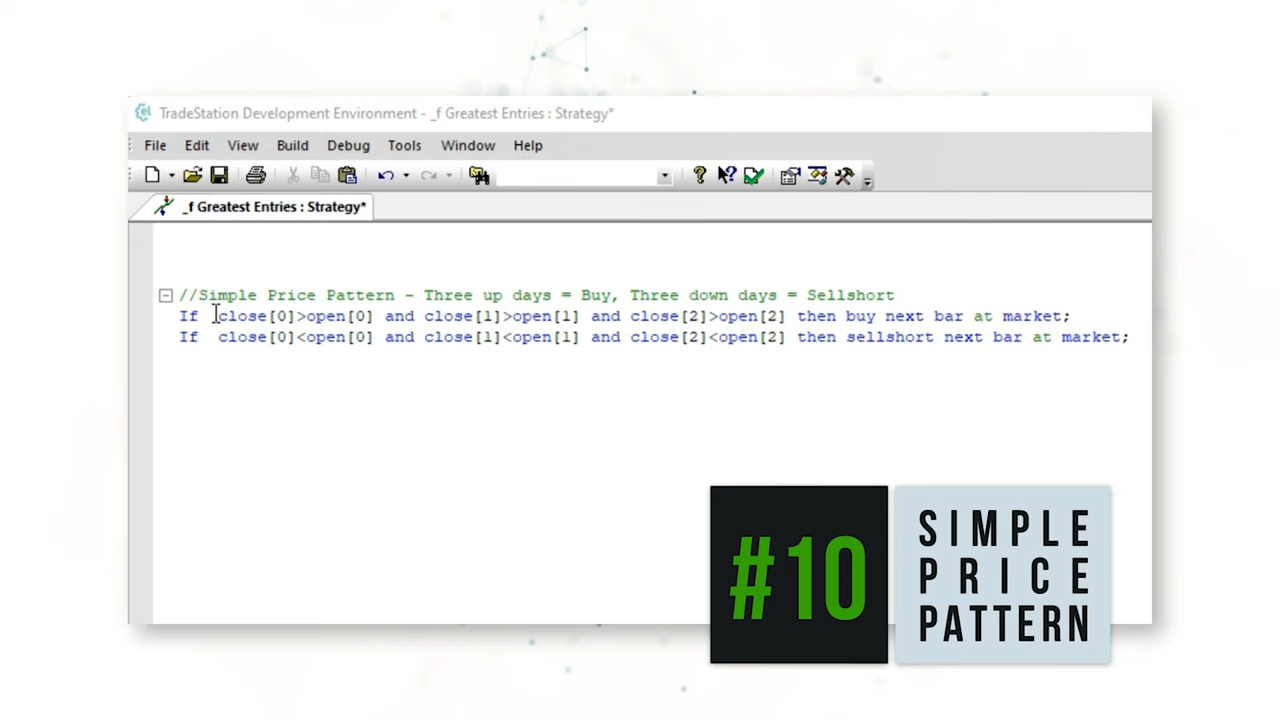 TradeStation Development Environment - _f Greatest Entries : Strategy*
File Edit View Build Debug Tools Window Help
_f Greatest Entries : Strategy*
//Simple Price Pattern - Three up days = Buy, Three down days = Sellshort
If close[0]>open[0] and close[1]>open[1] and close[2]>open[2] then buy next bar at market;
If close[0]<open[0] and close[1]<open[1] and close[2]<open[2] then sellshort next bar at market;
#10
SIMPLE
PRICE
PATTERN